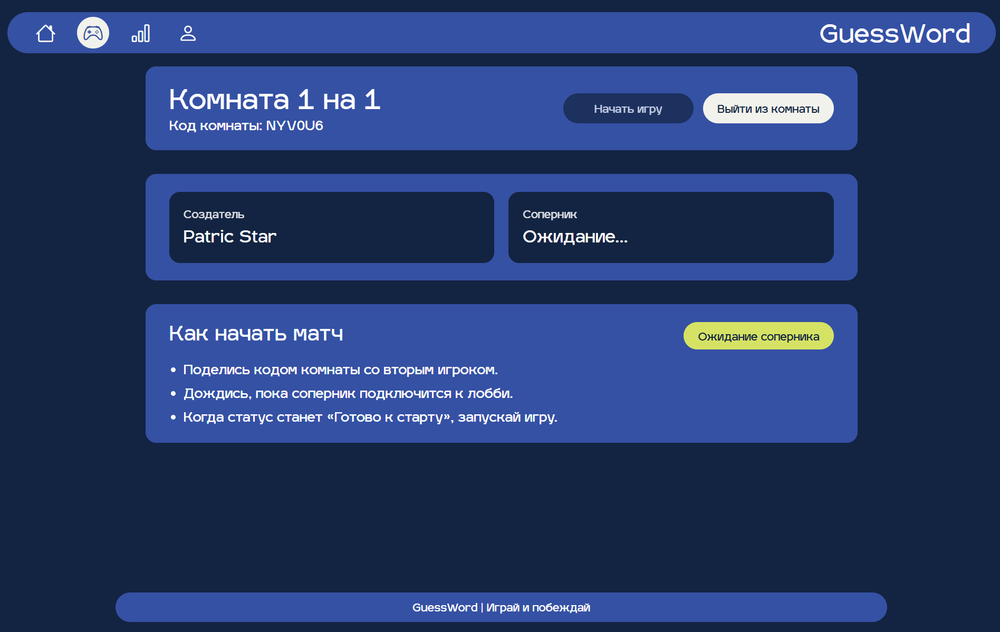 GuessWord
Комната 1 на 1
Код комнаты: NYV0U6
Начать игру
Выйти из комнаты
Создатель
Patric Star
Соперник
Ожидание...
Как начать матч
Ожидание соперника
• Поделись кодом комнаты со вторым игроком.
• Дождись, пока соперник подключится к лобби.
• Когда статус станет «Готово к старту», запускай игру.
GuessWord | Играй и побеждай